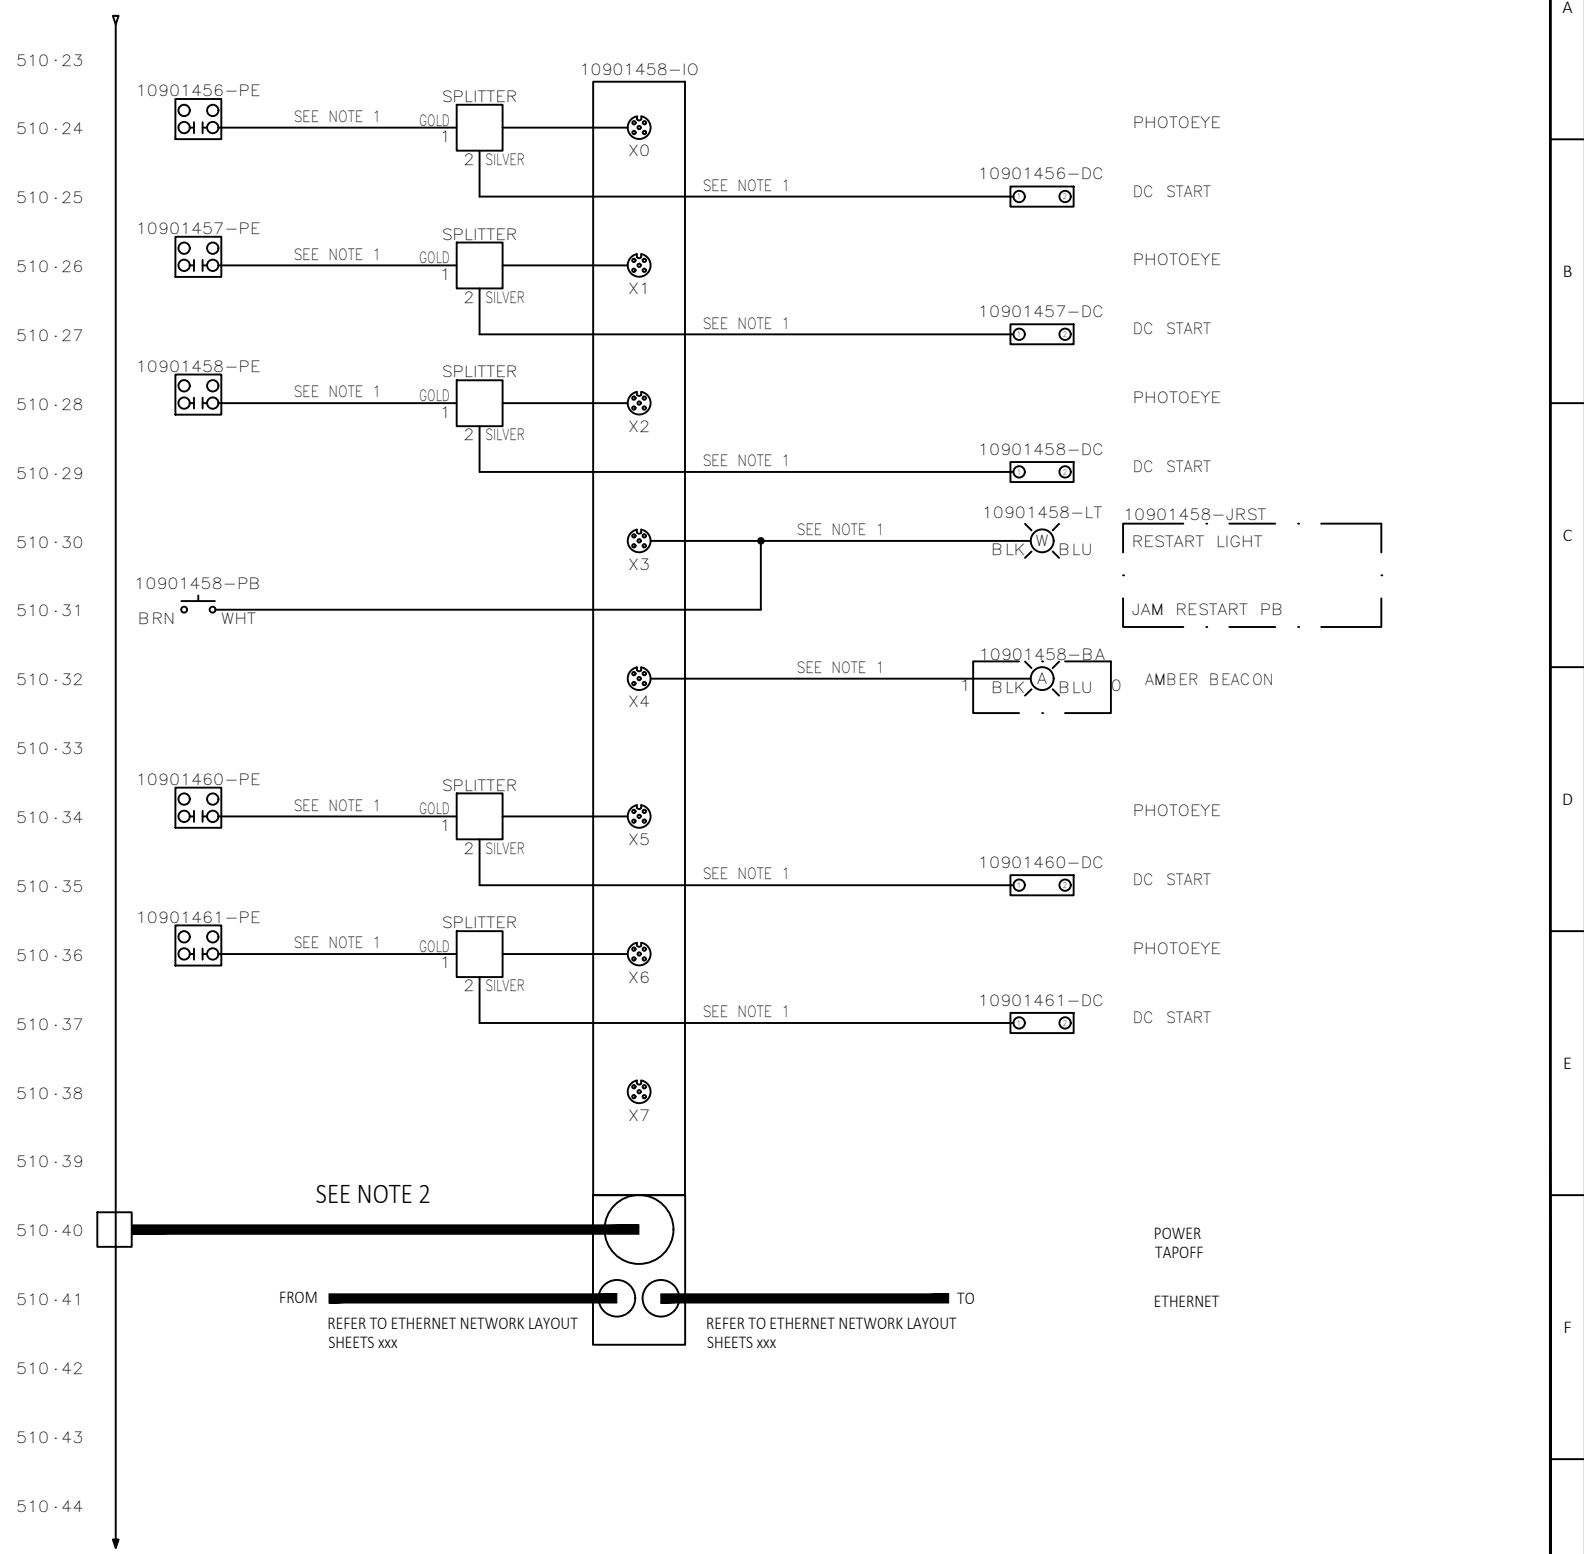 A
510·23
10901458-IO
10901456-PE
SPLITTER
SEE NOTE 1
GOLD
1
510·24
X0
PHOTOEYE
2 SILVER
10901456-DC
SEE NOTE 1
510·25
DC START
10901457-PE
SPLITTER
SEE NOTE 1
GOLD
1
510·26
X1
PHOTOEYE
B
2 SILVER
10901457-DC
SEE NOTE 1
510·27
DC START
10901458-PE
SPLITTER
SEE NOTE 1
GOLD
1
510·28
X2
PHOTOEYE
2 SILVER
10901458-DC
SEE NOTE 1
510·29
DC START
10901458-LT
10901458-JRST
SEE NOTE 1
510·30
X3
BLK W BLU
RESTART LIGHT
C
10901458-PB
510·31
BRN WHT
JAM RESTART PB
10901458-BA
SEE NOTE 1
510·32
X4
1 BLK A BLU 0
AMBER BEACON
510·33
10901460-PE
SPLITTER
SEE NOTE 1
GOLD
1
510·34
X5
PHOTOEYE
D
2 SILVER
10901460-DC
SEE NOTE 1
510·35
DC START
10901461-PE
SPLITTER
SEE NOTE 1
GOLD
1
510·36
X6
PHOTOEYE
2 SILVER
10901461-DC
SEE NOTE 1
510·37
DC START
E
510·38
X7
510·39
SEE NOTE 2
510·40
POWER
TAPOFF
510·41
FROM
TO
ETHERNET
REFER TO ETHERNET NETWORK LAYOUT
SHEETS xxx
REFER TO ETHERNET NETWORK LAYOUT
SHEETS xxx
F
510·42
510·43
510·44